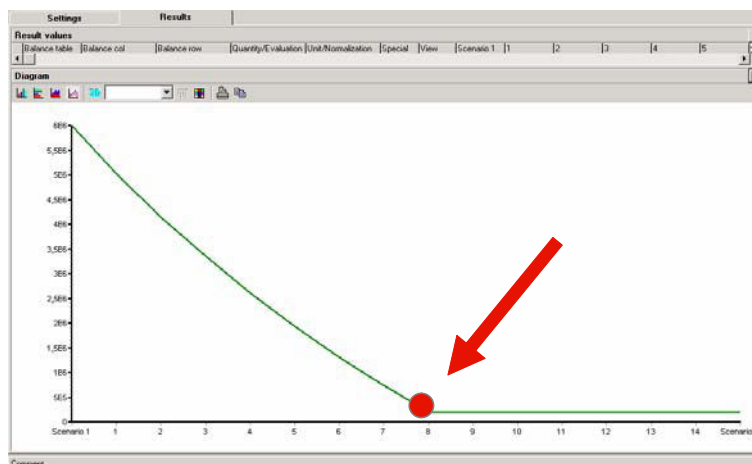 Settings Results
Result values
Balance table Balance col Balance row Quantity/Evaluation Unit/Normalization Special View Scenario 1 1 2 3 4 5
Diagram
6E6
5,5E6
5E6
4,5E6
4E6
3,5E6
3E6
2,5E6
2E6
1,5E6
1E6
5E5
0
Scenario 1 1 2 3 4 5 6 7 8 9 10 11 12 13 14 Scenario
Comment